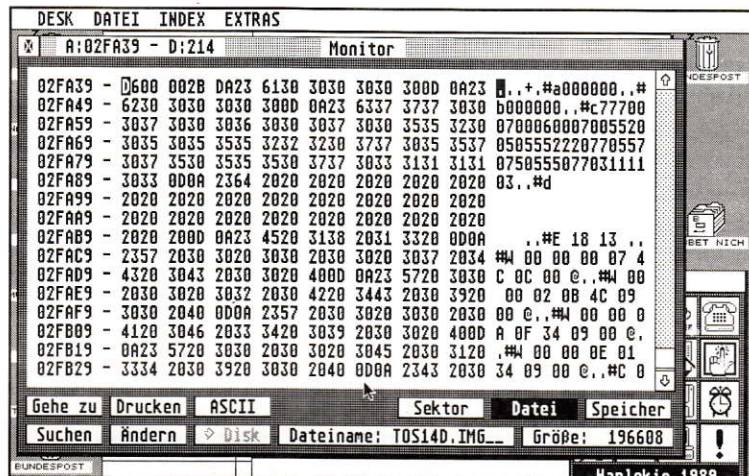 DESK DATEI INDEX EXTRAS
A:02FA39 - D:214 Monitor
02FA39 - D600 002B DA23 6130 3030 3030 300D 0A23 ...+.#a000000..#
02FA49 - 6230 3030 3030 300D 0A23 6337 3737 3030 b000000..#c77700
02FA59 - 3037 3030 3036 3030 3037 3030 3535 3230 0700060007005520
02FA69 - 3035 3035 3535 3232 3230 3737 3035 3537 0505552220770557
02FA79 - 3037 3530 3535 3530 3737 3033 3131 3131 0750555077031111
02FA89 - 3033 0D0A 2364 2020 2020 2020 2020 2020 03..#d
02FA99 - 2020 2020 2020 2020 2020 2020 2020 2020
02FAA9 - 2020 2020 2020 2020 2020 2020 2020 2020
02FAB9 - 2020 200D 0A23 4520 3138 2031 3320 0D0A ..#E 18 13 ..
02FAC9 - 2357 2030 3020 3030 2030 3020 3037 2034 #W 00 00 00 07 4
02FAD9 - 4320 3043 2030 3020 400D 0A23 5720 3030 C 0C 00 @..#W 00
02FAE9 - 2030 3020 3032 2030 4220 3443 2030 3920 00 02 0B 4C 09
02FAF9 - 3030 2040 0D0A 2357 2030 3020 3030 2030 00 @..#W 00 00 0
02FB09 - 4120 3046 2033 3420 3039 2030 3020 400D A 0F 34 09 00 @.
02FB19 - 0A23 5720 3030 2030 3020 3045 2030 3120 .#W 00 00 0E 01
02FB29 - 3334 2030 3920 3030 2040 0D0A 2343 2030 34 09 00 @..#C 0
Gehe zu Drucken ASCII Sektor Datei Speicher
Suchen Ändern Disk Dateiname: TOS14D.IMG__ Größe: 196608
NDESPOST
BET NICH
BUNDESPOST